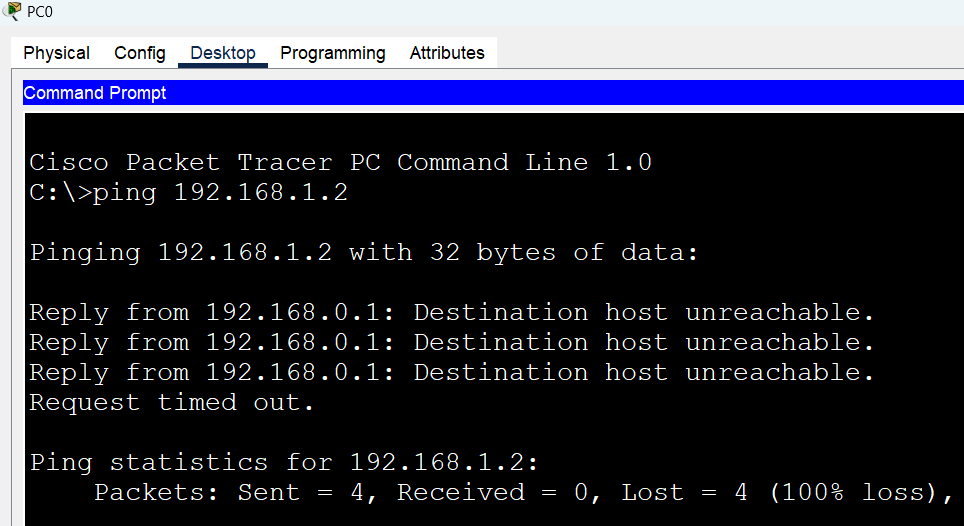 PC0
Physical Config Desktop Programming Attributes
Command Prompt
Cisco Packet Tracer PC Command Line 1.0
C:\>ping 192.168.1.2
Pinging 192.168.1.2 with 32 bytes of data:
Reply from 192.168.0.1: Destination host unreachable.
Reply from 192.168.0.1: Destination host unreachable.
Reply from 192.168.0.1: Destination host unreachable.
Request timed out.
Ping statistics for 192.168.1.2:
Packets: Sent = 4, Received = 0, Lost = 4 (100% loss),